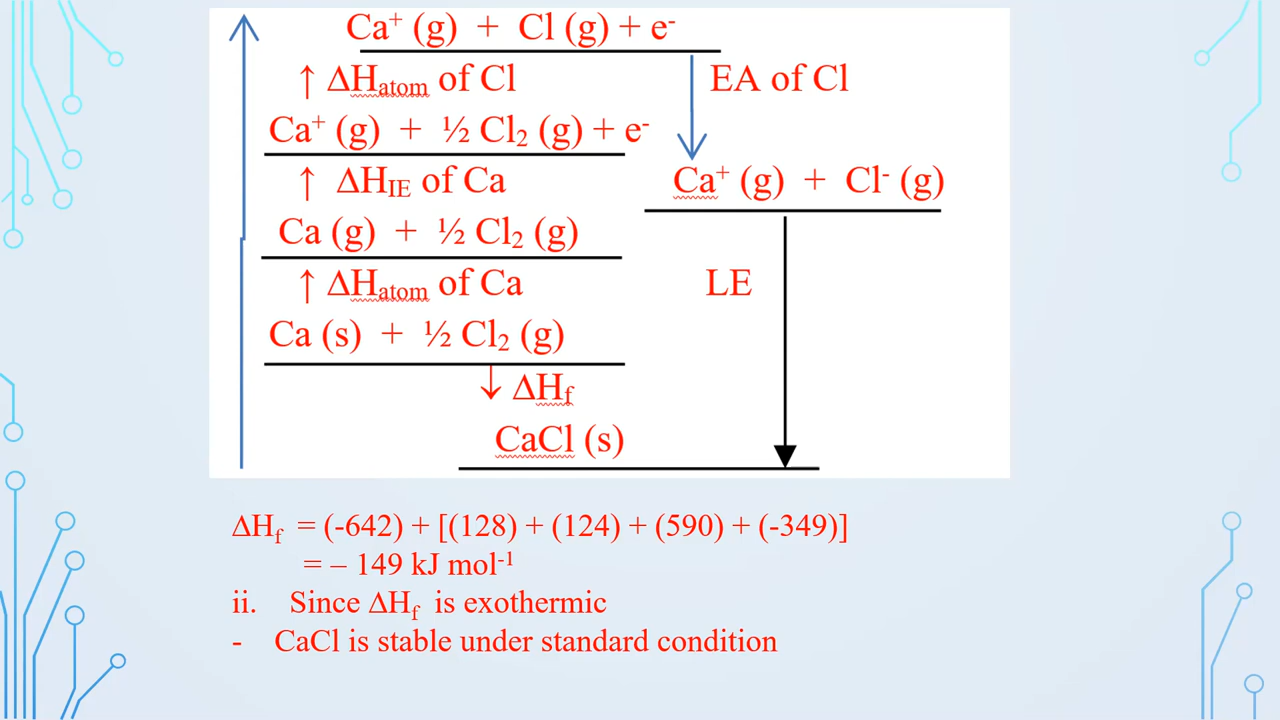 Ca⁺ (g) + Cl (g) + e⁻
↑ ΔHatom of Cl
EA of Cl
Ca⁺ (g) + ½ Cl₂ (g) + e⁻
↑ ΔHIE of Ca
Ca⁺ (g) + Cl⁻ (g)
Ca (g) + ½ Cl₂ (g)
↑ ΔHatom of Ca
LE
Ca (s) + ½ Cl₂ (g)
↓ ΔHf
CaCl (s)
ΔHf = (-642) + [(128) + (124) + (590) + (-349)]
= – 149 kJ mol⁻¹
ii. Since ΔHf is exothermic
- CaCl is stable under standard condition